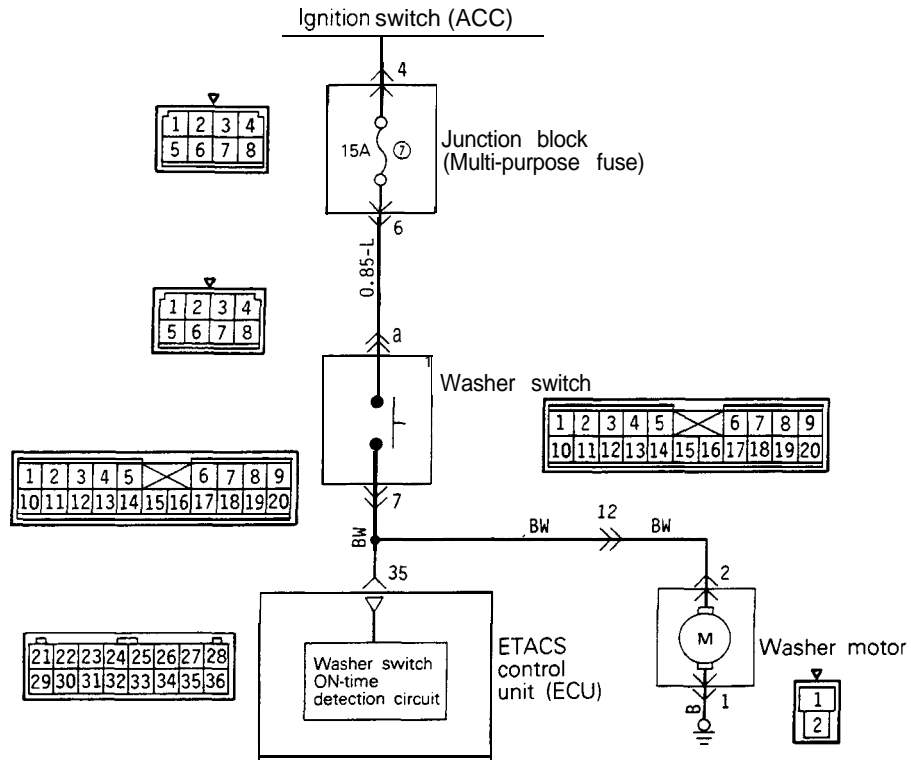 Ignition switch (ACC)
4
1 2 3 4
5 6 7 8
15A 7
Junction block
(Multi-purpose fuse)
6
0.85-L
1 2 3 4
5 6 7 8
a
Washer switch
1 2 3 4 5 6 7 8 9
10 11 12 13 14 15 16 17 18 19 20
1 2 3 4 5 6 7 8 9
10 11 12 13 14 15 16 17 18 19 20
7
BW
BW 12 BW
35
2
21 22 23 24 25 26 27 28
29 30 31 32 33 34 35 36
Washer switch
ON-time
detection circuit
ETACS
control
unit (ECU)
M
Washer motor
1
B
1
2